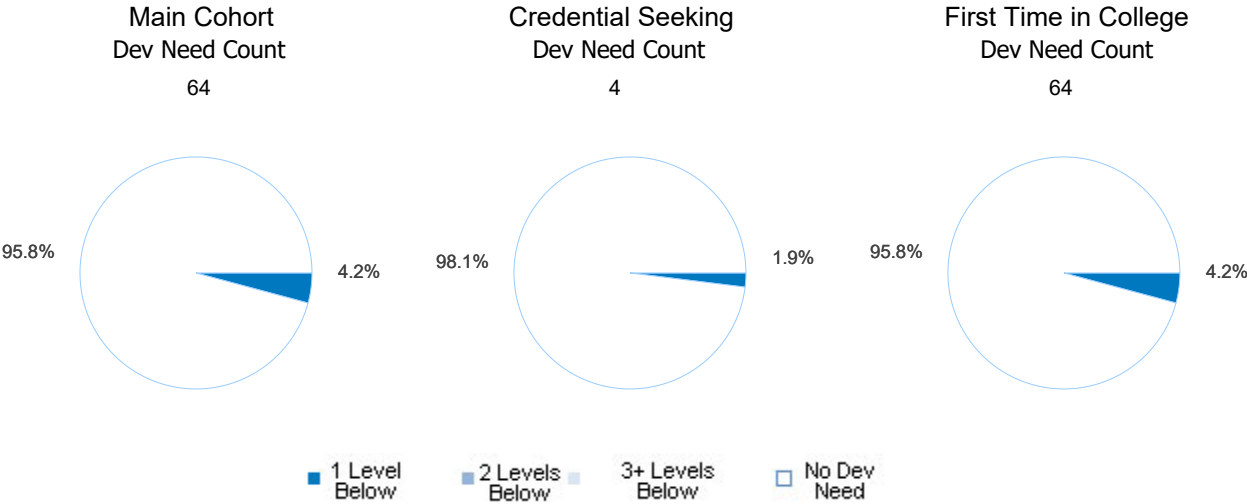 Main Cohort
Dev Need Count
64
Credential Seeking
Dev Need Count
4
First Time in College
Dev Need Count
64
95.8%
4.2%
98.1%
1.9%
95.8%
4.2%
1 Level
Below
2 Levels
Below
3+ Levels
Below
No Dev
Need